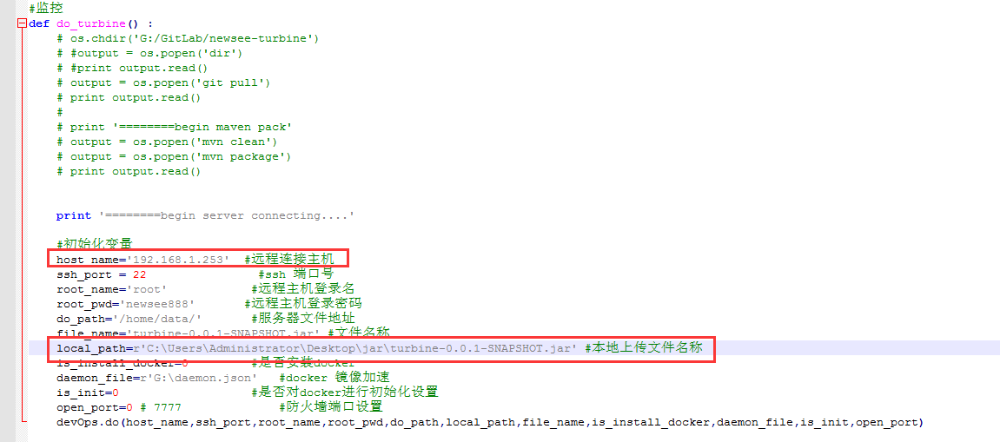 #监控
def do_turbine() :
# os.chdir('G:/GitLab/newsee-turbine')
# #output = os.popen('dir')
# #print output.read()
# output = os.popen('git pull')
# print output.read()
#
# print '========begin maven pack'
# output = os.popen('mvn clean')
# output = os.popen('mvn package')
# print output.read()
print '========begin server connecting....'
#初始化变量
host_name='192.168.1.253' #远程连接主机
ssh_port = 22 #ssh 端口号
root_name='root' #远程主机登录名
root_pwd='newsee888' #远程主机登录密码
do_path='/home/data/' #服务器文件地址
file_name='turbine-0.0.1-SNAPSHOT.jar' #文件名称
local_path=r'C:\Users\Administrator\Desktop\jar\turbine-0.0.1-SNAPSHOT.jar' #本地上传文件名称
is_install_docker=0 #是否安装docker
daemon_file=r'G:\daemon.json' #docker 镜像加速
is_init=0 #是否对docker进行初始化设置
open_port=0 # 7777 #防火墙端口设置
devOps.do(host_name,ssh_port,root_name,root_pwd,do_path,local_path,file_name,is_install_docker,daemon_file,is_init,open_port)